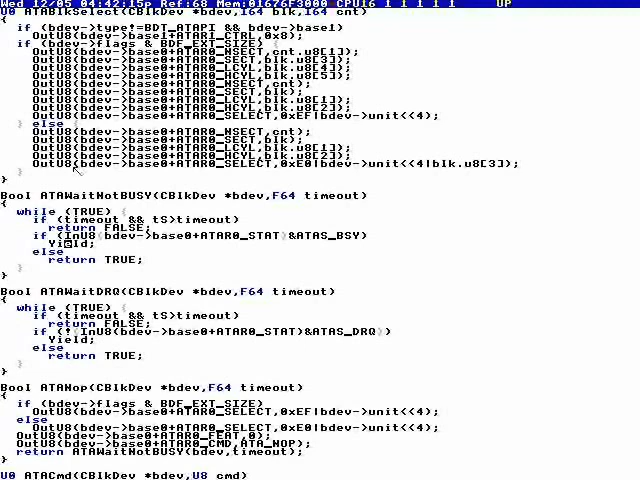 Wed 12/05 04:42:15p Ref:68 Mem:01676F3000 CPU16 1 1 1 1 1 UP
U0 ATABlkSelect(CBlkDev *bdev,I64 blk,I64 cnt)
{
  if (bdev->type!=BDT_ATAPI && bdev->base1)
    OutU8(bdev->base1+ATAR1_CTRL,0x8);
  if (bdev->flags & BDF_EXT_SIZE) {
    OutU8(bdev->base0+ATAR0_NSECT,cnt.u8[1]);
    OutU8(bdev->base0+ATAR0_SECT,blk.u8[3]);
    OutU8(bdev->base0+ATAR0_LCYL,blk.u8[4]);
    OutU8(bdev->base0+ATAR0_HCYL,blk.u8[5]);
    OutU8(bdev->base0+ATAR0_NSECT,cnt);
    OutU8(bdev->base0+ATAR0_SECT,blk);
    OutU8(bdev->base0+ATAR0_LCYL,blk.u8[1]);
    OutU8(bdev->base0+ATAR0_HCYL,blk.u8[2]);
    OutU8(bdev->base0+ATAR0_SELECT,0xEF|bdev->unit<<4);
  } else {
    OutU8(bdev->base0+ATAR0_NSECT,cnt);
    OutU8(bdev->base0+ATAR0_SECT,blk);
    OutU8(bdev->base0+ATAR0_LCYL,blk.u8[1]);
    OutU8(bdev->base0+ATAR0_HCYL,blk.u8[2]);
    OutU8(bdev->base0+ATAR0_SELECT,0xE0|bdev->unit<<4|blk.u8[3]);
  }
}
Bool ATAWaitNotBUSY(CBlkDev *bdev,F64 timeout)
{
  while (TRUE) {
    if (timeout && tS>timeout)
      return FALSE;
    if (InU8(bdev->base0+ATAR0_STAT)&ATAS_BSY)
      Yield;
    else
      return TRUE;
  }
}
Bool ATAWaitDRQ(CBlkDev *bdev,F64 timeout)
{
  while (TRUE) {
    if (timeout && tS>timeout)
      return FALSE;
    if (!(InU8(bdev->base0+ATAR0_STAT)&ATAS_DRQ))
      Yield;
    else
      return TRUE;
  }
}
Bool ATANop(CBlkDev *bdev,F64 timeout)
{
  if (bdev->flags & BDF_EXT_SIZE)
    OutU8(bdev->base0+ATAR0_SELECT,0xEF|bdev->unit<<4);
  else
    OutU8(bdev->base0+ATAR0_SELECT,0xE0|bdev->unit<<4);
  OutU8(bdev->base0+ATAR0_FEAT,0);
  OutU8(bdev->base0+ATAR0_CMD,ATA_NOP);
  return ATAWaitNotBUSY(bdev,timeout);
}
U0 ATACmd(CBlkDev *bdev,U8 cmd)